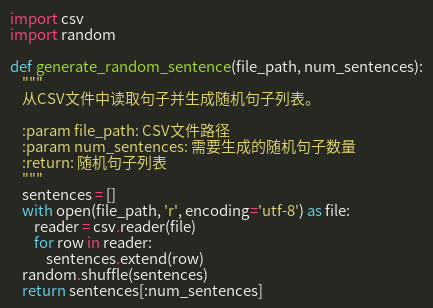 import csv
import random

def generate_random_sentence(file_path, num_sentences):
    """
    从CSV文件中读取句子并生成随机句子列表。

    :param file_path: CSV文件路径
    :param num_sentences: 需要生成的随机句子数量
    :return: 随机句子列表
    """
    sentences = []
    with open(file_path, 'r', encoding='utf-8') as file:
        reader = csv.reader(file)
        for row in reader:
            sentences.extend(row)
    random.shuffle(sentences)
    return sentences[:num_sentences]